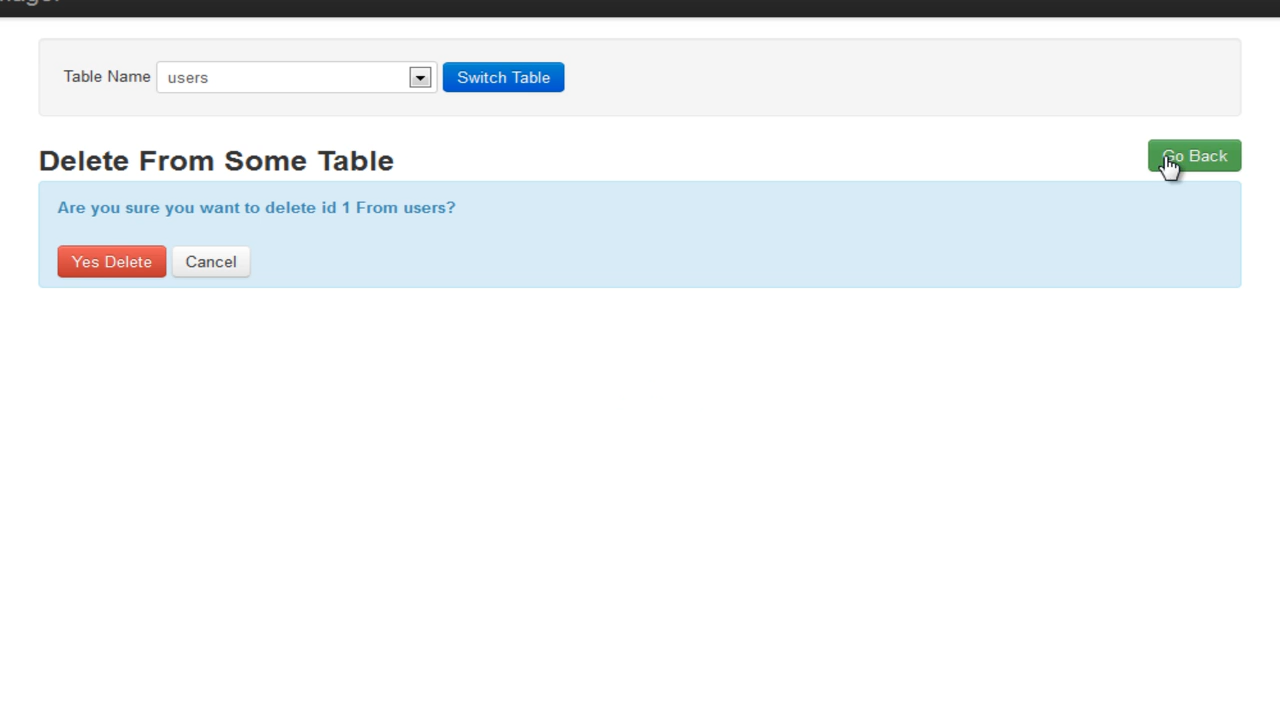 Table Name users Switch Table
Delete From Some Table Go Back
Are you sure you want to delete id 1 From users?
Yes Delete Cancel